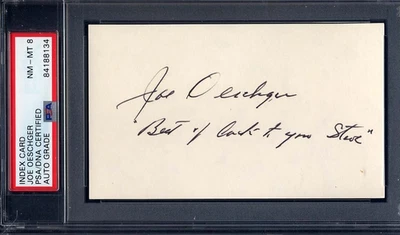 INDEX CARD
JOE OESCHGER
PSA/DNA CERTIFIED
AUTO GRADE
NM - MT 8
84188134
PSA
Joe Oeschger
Best of luck to you Steve"